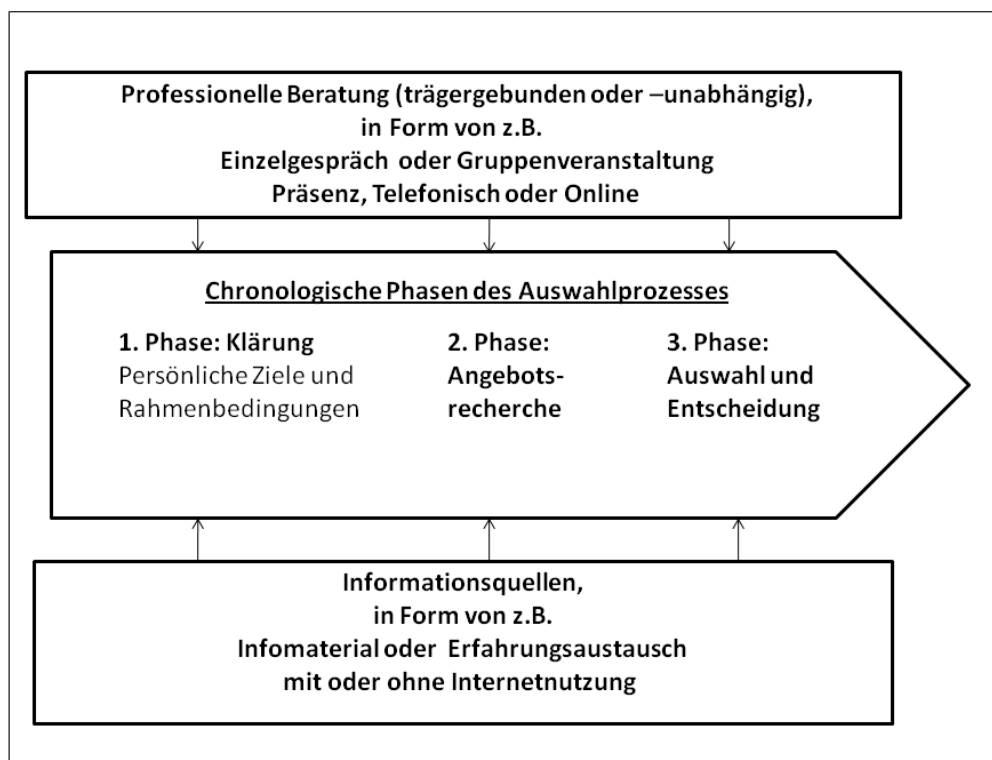 Professionelle Beratung (trägergebunden oder –unabhängig),
in Form von z.B.
Einzelgespräch oder Gruppenveranstaltung
Präsenz, Telefonisch oder Online
Chronologische Phasen des Auswahlprozesses
1. Phase: Klärung
Persönliche Ziele und
Rahmenbedingungen
2. Phase:
Angebots-
recherche
3. Phase:
Auswahl und
Entscheidung
Informationsquellen,
in Form von z.B.
Infomaterial oder Erfahrungsaustausch
mit oder ohne Internetnutzung